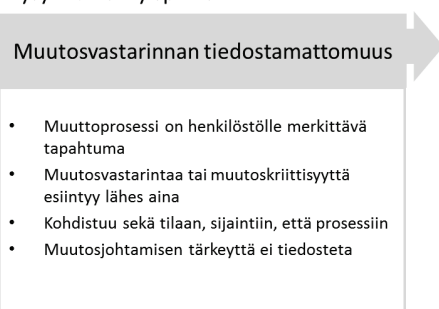 Muutosvastarinnan tiedostamattomuus
• Muuttoprosessi on henkilöstölle merkittävä
tapahtuma
• Muutosvastarintaa tai muutoskriittisyyttä
esiintyy lähes aina
• Kohdistuu sekä tilaan, sijaintiin, että prosessiin
• Muutosjohtamisen tärkeyttä ei tiedosteta